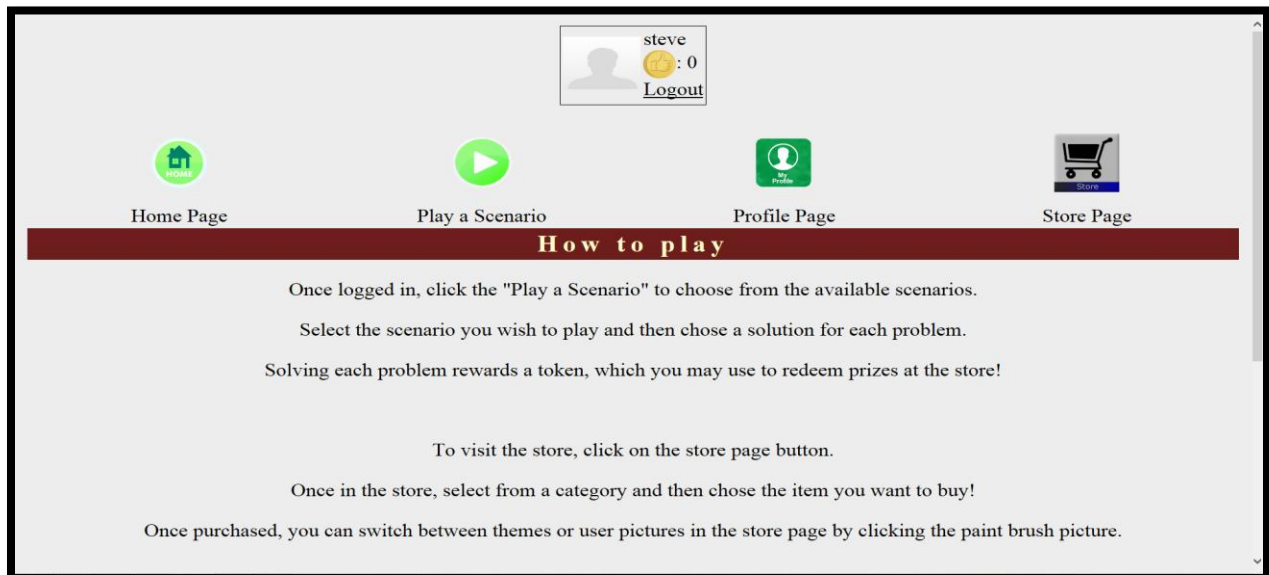 steve
: 0
Logout
HOME
My
Profile
Store
Home Page
Play a Scenario
Profile Page
Store Page
How to play
Once logged in, click the "Play a Scenario" to choose from the available scenarios.
Select the scenario you wish to play and then chose a solution for each problem.
Solving each problem rewards a token, which you may use to redeem prizes at the store!
To visit the store, click on the store page button.
Once in the store, select from a category and then chose the item you want to buy!
Once purchased, you can switch between themes or user pictures in the store page by clicking the paint brush picture.